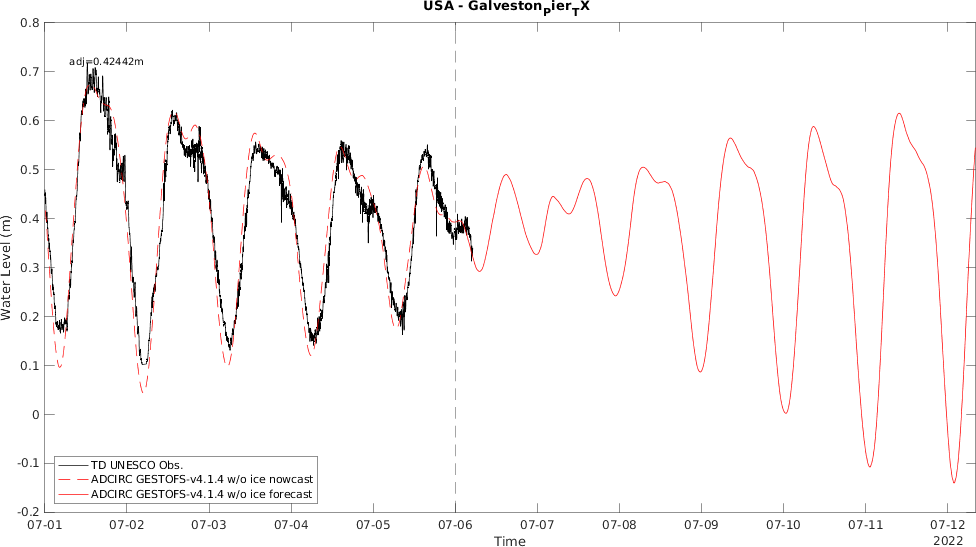 USA - GalvestonPierTX
adj=0.42442m
0.8
0.7
0.6
0.5
0.4
0.3
0.2
0.1
0
-0.1
-0.2
Water Level (m)
TD UNESCO Obs.
ADCIRC GESTOFS-v4.1.4 w/o ice nowcast
ADCIRC GESTOFS-v4.1.4 w/o ice forecast
07-01 07-02 07-03 07-04 07-05 07-06 07-07 07-08 07-09 07-10 07-11 07-12
Time
2022